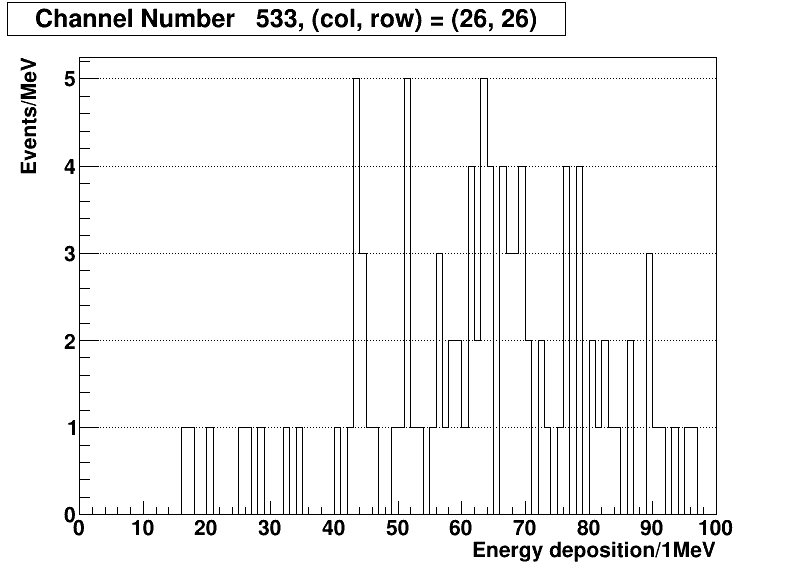 Channel Number 533, (col, row) = (26, 26)
Events/MeV
5
4
3
2
1
0
0 10 20 30 40 50 60 70 80 90 100
Energy deposition/1MeV